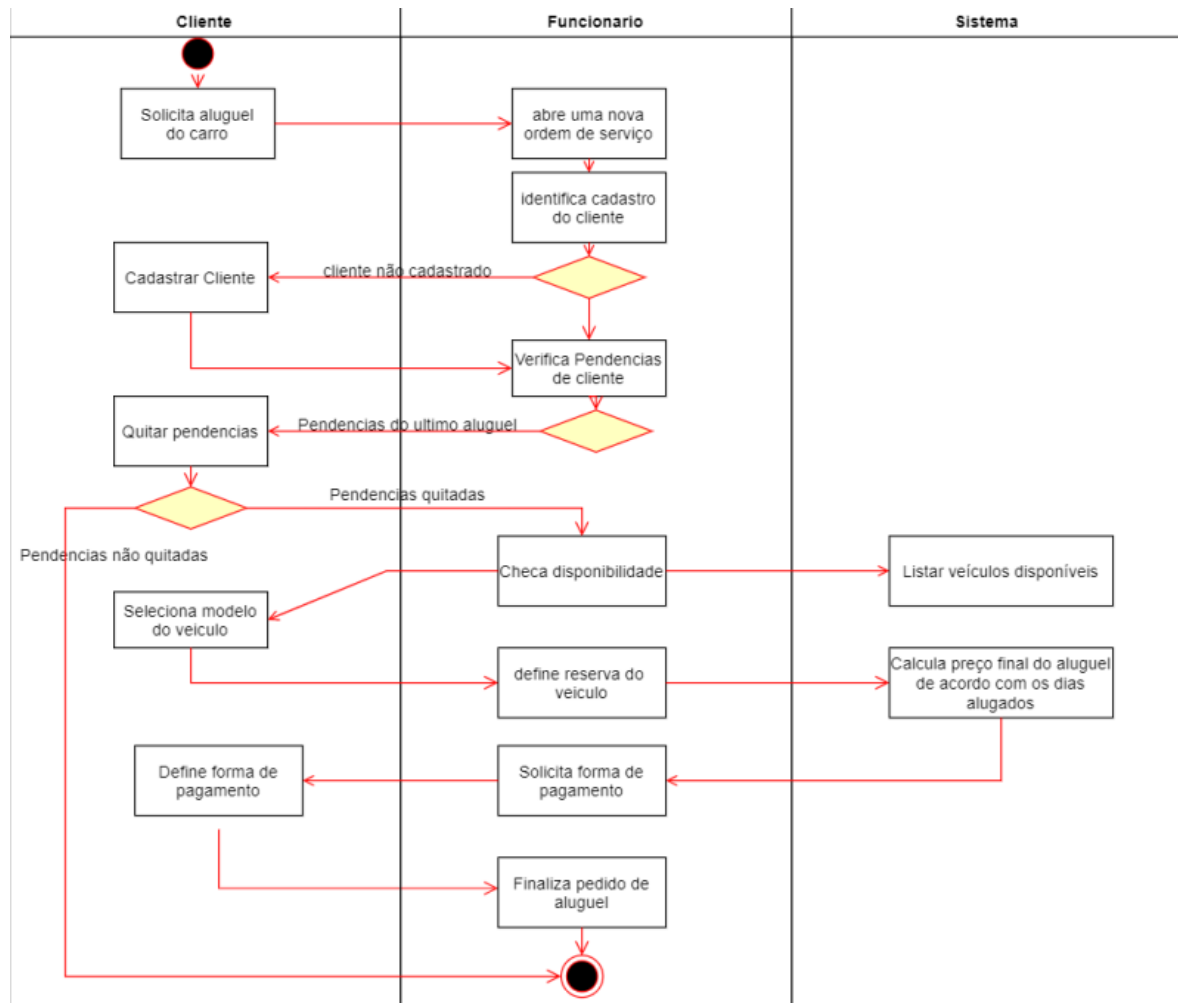 Cliente
Funcionario
Sistema
Solicita aluguel
do carro
abre uma nova
ordem de serviço
identifica cadastro
do cliente
cliente não cadastrado
Cadastrar Cliente
Verifica Pendencias
de cliente
Pendencias do ultimo aluguel
Quitar pendencias
Pendencias quitadas
Pendencias não quitadas
Checa disponibilidade
Listar veículos disponíveis
Seleciona modelo
do veiculo
define reserva do
veículo
Calcula preço final do aluguel
de acordo com os dias
alugados
Define forma de
pagamento
Solicita forma de
pagamento
Finaliza pedido de
aluguel